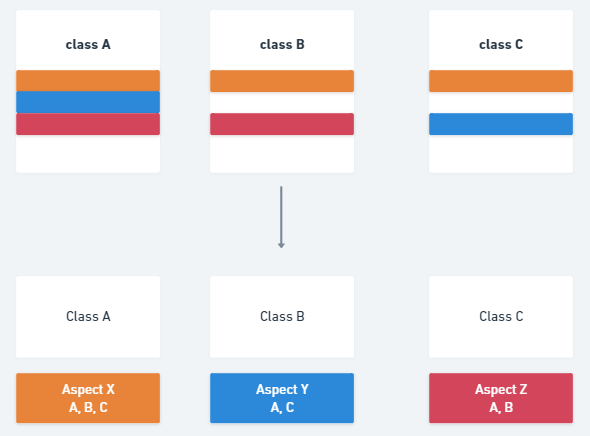 class A
class B
class C
Class A
Class B
Class C
Aspect X
A, B, C
Aspect Y
A, C
Aspect Z
A, B